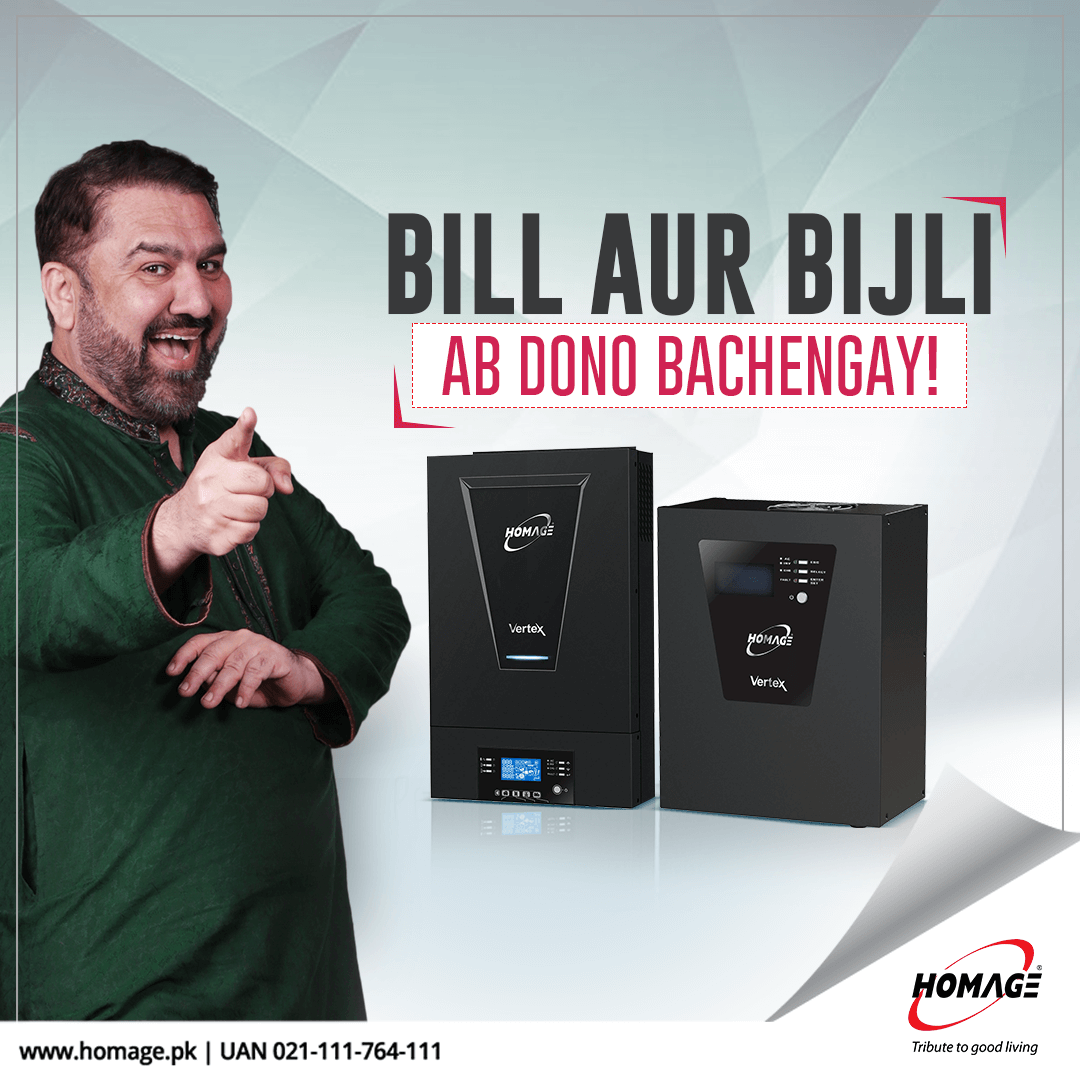 BILL AUR BIJLI
AB DONO BACHENGAY!
HOMAGE
Vertex
HOMAGE
Vertex
HOMAGE®
Tribute to good living
www.homage.pk | UAN 021-111-764-111